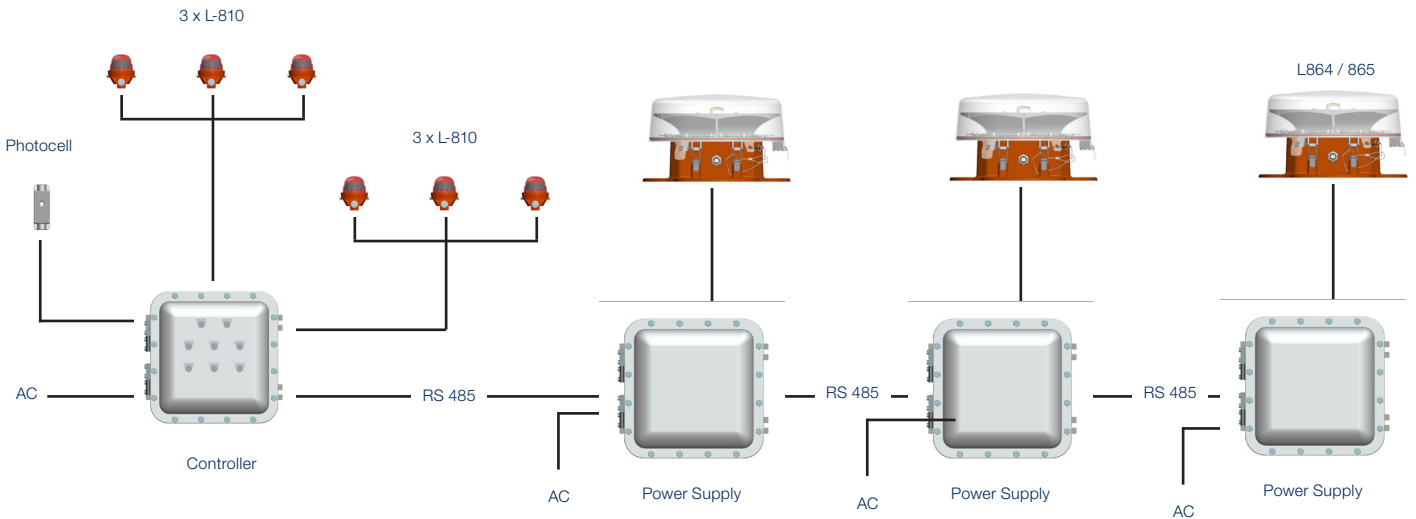 3 x L-810
L864 / 865
3 x L-810
Photocell
AC
RS 485
RS 485
RS 485
Controller
AC
Power Supply
AC
Power Supply
AC
Power Supply